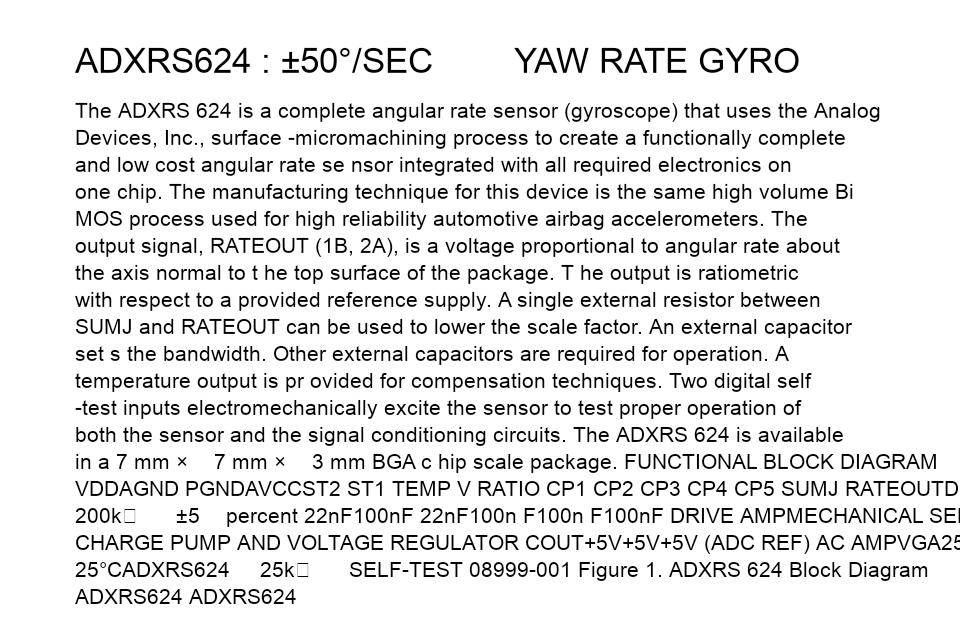 ADXRS624 : ±50°/SEC YAW RATE GYRO
The ADXRS 624 is a complete angular rate sensor (gyroscope) that uses the Analog
Devices, Inc., surface -micromachining process to create a functionally complete
and low cost angular rate se nsor integrated with all required electronics on
one chip. The manufacturing technique for this device is the same high volume Bi
MOS process used for high reliability automotive airbag accelerometers. The
output signal, RATEOUT (1B, 2A), is a voltage proportional to angular rate about
the axis normal to t he top surface of the package. T he output is ratiometric
with respect to a provided reference supply. A single external resistor between
SUMJ and RATEOUT can be used to lower the scale factor. An external capacitor
set s the bandwidth. Other external capacitors are required for operation. A
temperature output is pr ovided for compensation techniques. Two digital self
-test inputs electromechanically excite the sensor to test proper operation of
both the sensor and the signal conditioning circuits. The ADXRS 624 is available
in a 7 mm × 7 mm × 3 mm BGA c hip scale package. FUNCTIONAL BLOCK DIAGRAM
VDDAGND PGNDAVCCST2 ST1 TEMP V RATIO CP1 CP2 CP3 CP4 CP5 SUMJ RATEOUTD
200k□ ±5 percent 22nF100nF 22nF100n F100n F100nF DRIVE AMPMECHANICAL SE
CHARGE PUMP AND VOLTAGE REGULATOR COUT+5V+5V+5V (ADC REF) AC AMPVGA25
25°CADXRS624 25k□ SELF-TEST 08999-001 Figure 1. ADXRS 624 Block Diagram
ADXRS624 ADXRS624